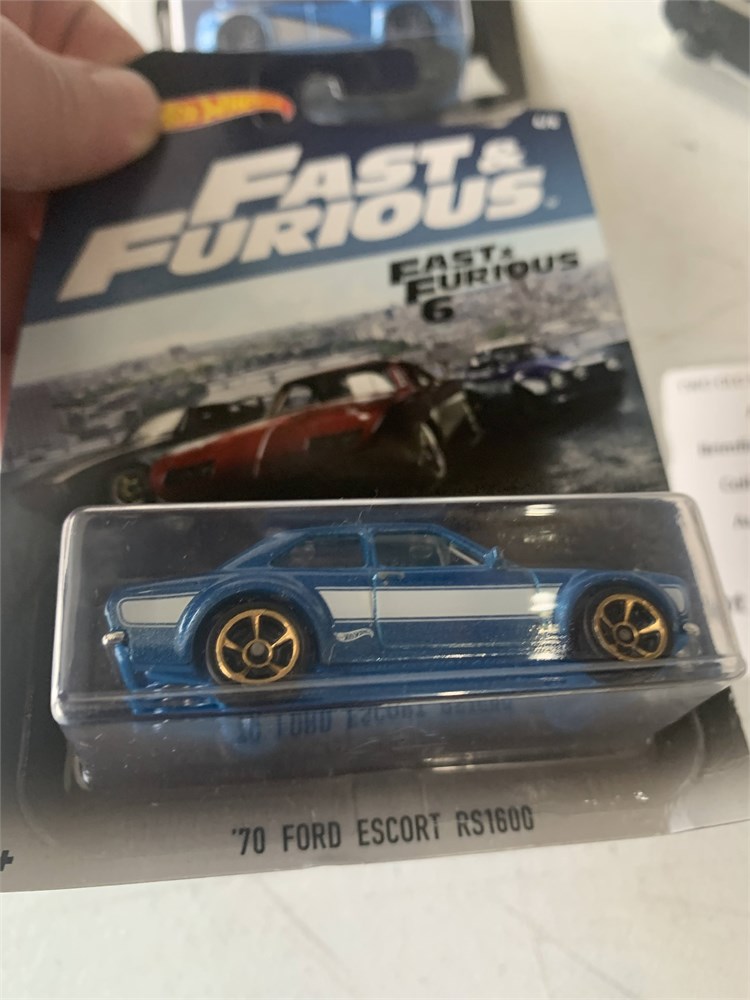 Hot Wheels
FAST &
FURIOUS
FAST &
FURIOUS
6
'70 FORD ESCORT RS1600